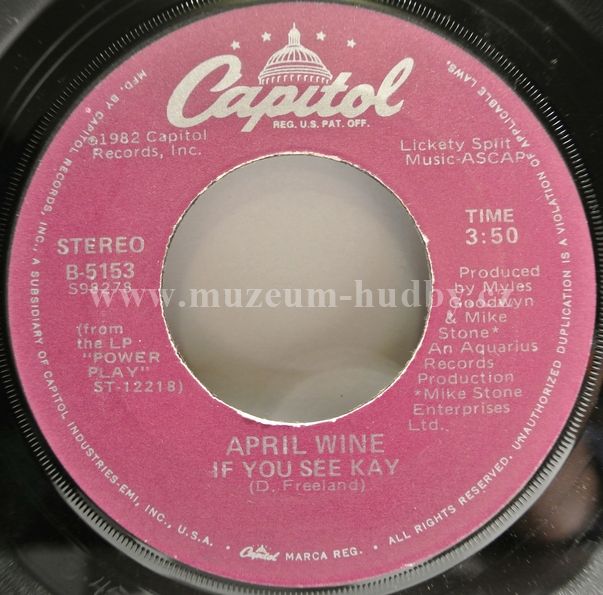 Capitol
REG. U.S. PAT. OFF.
℗1982 Capitol
Records, Inc.
Lickety Split
Music-ASCAP
STEREO
B-5153
S98278
(from
the LP
"POWER
PLAY"
ST-12218)
TIME
3:50
Produced
by Myles
Goodwyn
& Mike
Stone*
An Aquarius
Records
Production
*Mike Stone
Enterprises
Ltd.
www.muzeum-hudby.cz
APRIL WINE
IF YOU SEE KAY
(D. Freeland)
MFD. BY CAPITOL RECORDS, INC., A SUBSIDIARY OF CAPITOL INDUSTRIES-EMI, INC., U.S.A.
Capitol MARCA REG.
ALL RIGHTS RESERVED. UNAUTHORIZED DUPLICATION IS A VIOLATION OF APPLICABLE LAWS.